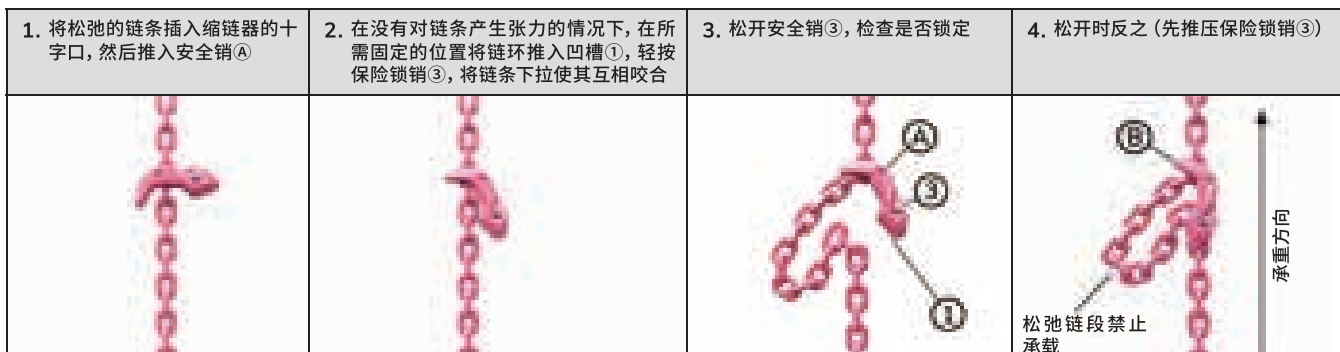 1. 将松弛的链条插入缩链器的十
字口，然后推入安全销Ⓐ
2. 在没有对链条产生张力的情况下，在所
需固定的位置将链环推入凹槽①，轻按
保险锁销③，将链条下拉使其互相咬合
3. 松开安全销③，检查是否锁定
4. 松开时反之（先推压保险锁销③）
Ⓐ
③
Ⓑ
承重方向
松弛链段禁止
承载